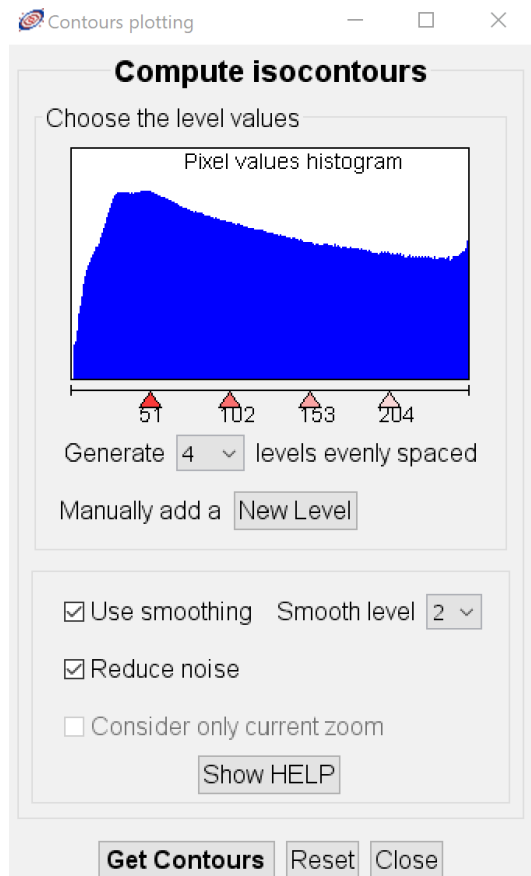 Contours plotting
Compute isocontours
Choose the level values
Pixel values histogram
51 102 153 204
Generate 4 levels evenly spaced
Manually add a New Level
Use smoothing Smooth level 2
Reduce noise
Consider only current zoom
Show HELP
Get Contours Reset Close